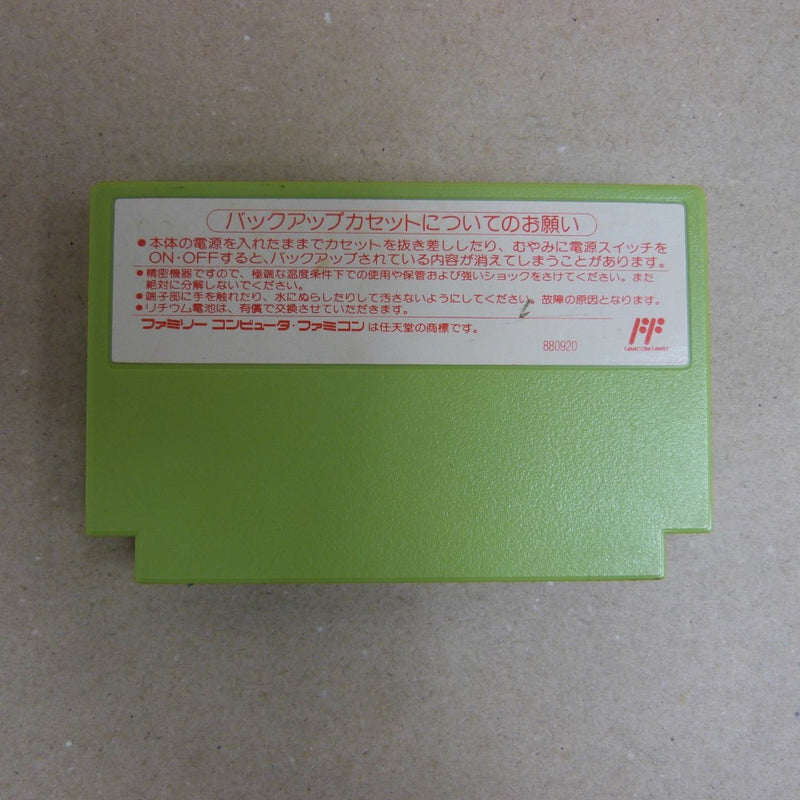 バックアップカセットについてのお願い
●本体の電源を入れたままでカセットを抜き差ししたり、むやみに電源スイッチを
ON・OFFすると、バックアップされている内容が消えてしまうことがあります。
●精密機器ですので、極端な温度条件下での使用や保管および強いショックをさけてください。また
絶対に分解しないでください。
●端子部に手を触れたり、水にぬらしたりして汚さないようにしてください。故障の原因となります。
●リチウム電池は、有償で交換させていただきます。
ファミリー コンピュータ・ファミコン は任天堂の商標です。
880920
FF
FAMICOM FAMILY